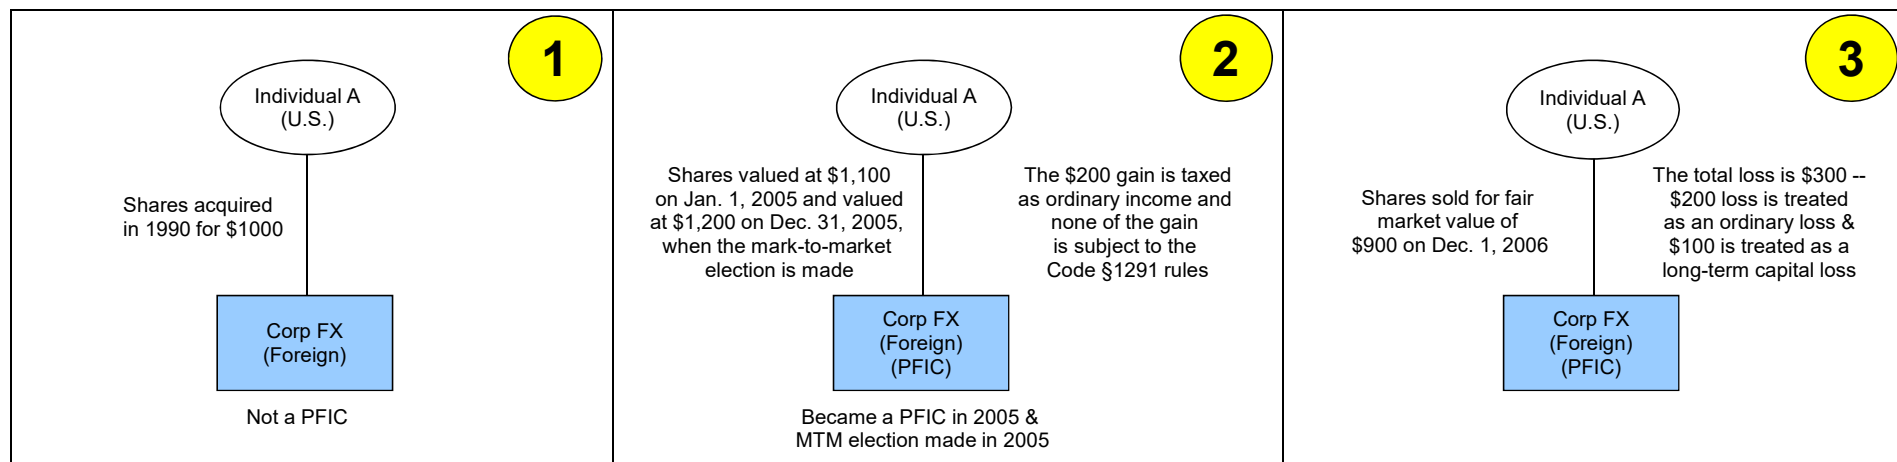 1
Individual A
(U.S.)
Shares acquired
in 1990 for $1000
Corp FX
(Foreign)
Not a PFIC
2
Individual A
(U.S.)
Shares valued at $1,100
on Jan. 1, 2005 and valued
at $1,200 on Dec. 31, 2005,
when the mark-to-market
election is made
The $200 gain is taxed
as ordinary income and
none of the gain
is subject to the
Code §1291 rules
Corp FX
(Foreign)
(PFIC)
Became a PFIC in 2005 &
MTM election made in 2005
3
Individual A
(U.S.)
Shares sold for fair
market value of
$900 on Dec. 1, 2006
The total loss is $300 --
$200 loss is treated
as an ordinary loss &
$100 is treated as a
long-term capital loss
Corp FX
(Foreign)
(PFIC)